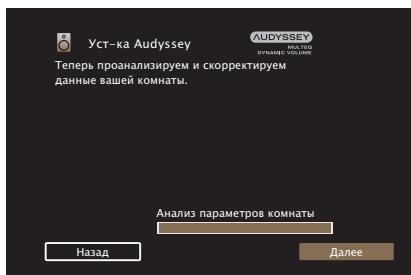 Уст-ка Audyssey
AUDYSSEY
MULTEQ
DYNAMIC VOLUME
Теперь проанализируем и скорректируем
данные вашей комнаты.
Анализ параметров комнаты
Назад
Далее